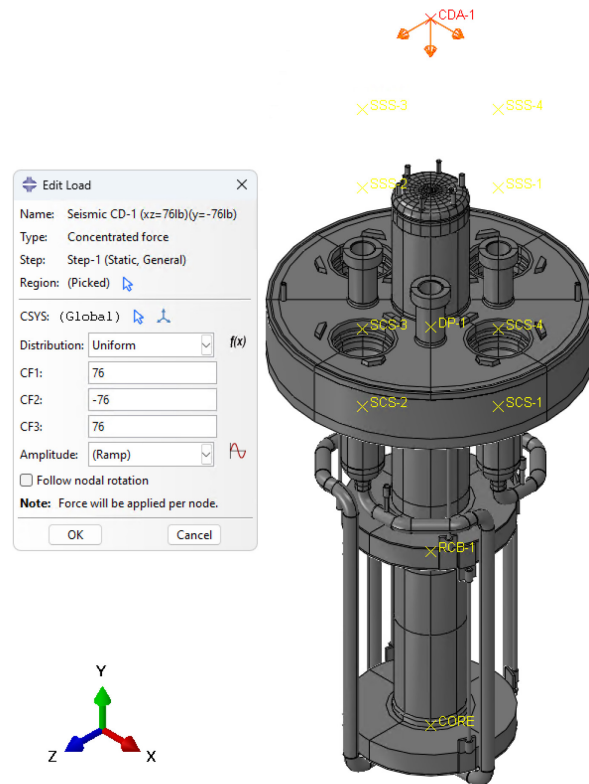 CDA-1
SSS-3 SSS-4
SSS-2 SSS-1
Edit Load
Name: Seismic CD-1 (xz=76lb)(y=-76lb)
Type: Concentrated force
Step: Step-1 (Static, General)
Region: (Picked)
CSYS: (Global)
Distribution: Uniform f(x)
CF1: 76
CF2: -76
CF3: 76
Amplitude: (Ramp)
Follow nodal rotation
Note: Force will be applied per node.
OK Cancel
SCS-3 DP-1 SCS-4
SCS-2 SCS-1
RCB-1
CORE
Y
Z X